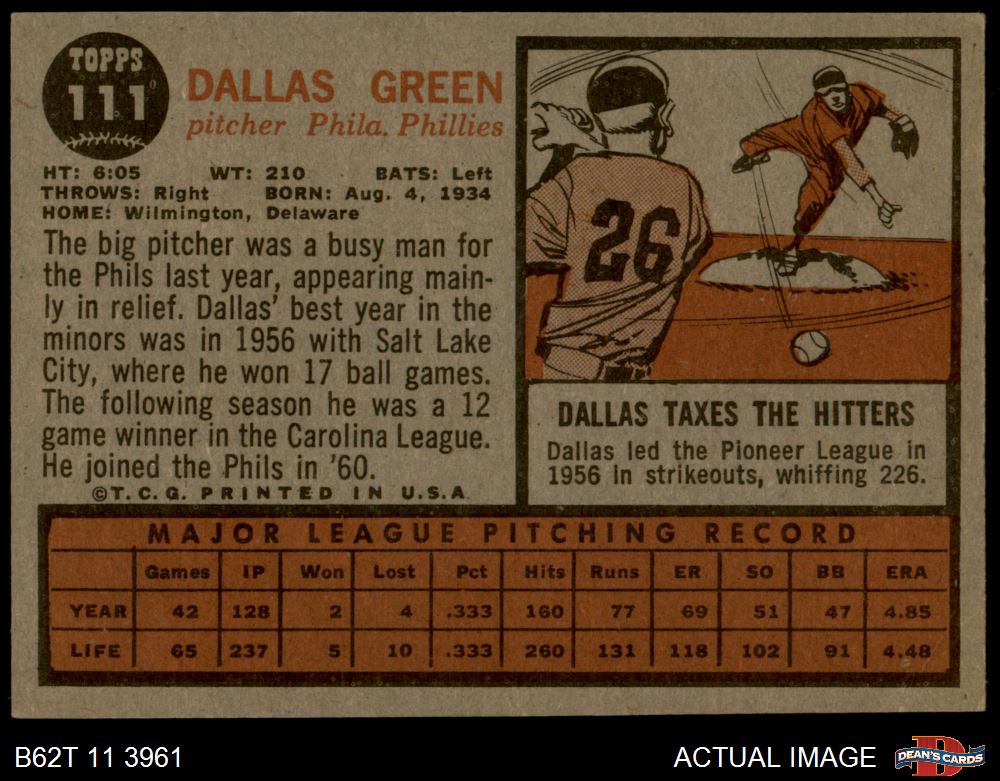 TOPPS
111
DALLAS GREEN
pitcher Phila. Phillies
HT: 6:05 WT: 210 BATS: Left
THROWS: Right BORN: Aug. 4, 1934
HOME: Wilmington, Delaware
The big pitcher was a busy man for
the Phils last year, appearing main-
ly in relief. Dallas' best year in the
minors was in 1956 with Salt Lake
City, where he won 17 ball games.
The following season he was a 12
game winner in the Carolina League.
He joined the Phils in '60.
©T.C.G. PRINTED IN U.S.A.
26
DALLAS TAXES THE HITTERS
Dallas led the Pioneer League in
1956 in strikeouts, whiffing 226.
MAJOR LEAGUE PITCHING RECORD
Games IP Won Lost Pct Hits Runs ER SO BB ERA
YEAR 42 128 2 4 .333 160 77 69 51 47 4.85
LIFE 65 237 5 10 .333 260 131 118 102 91 4.48
B62T 11 3961 ACTUAL IMAGE
D
DEAN'S CARDS